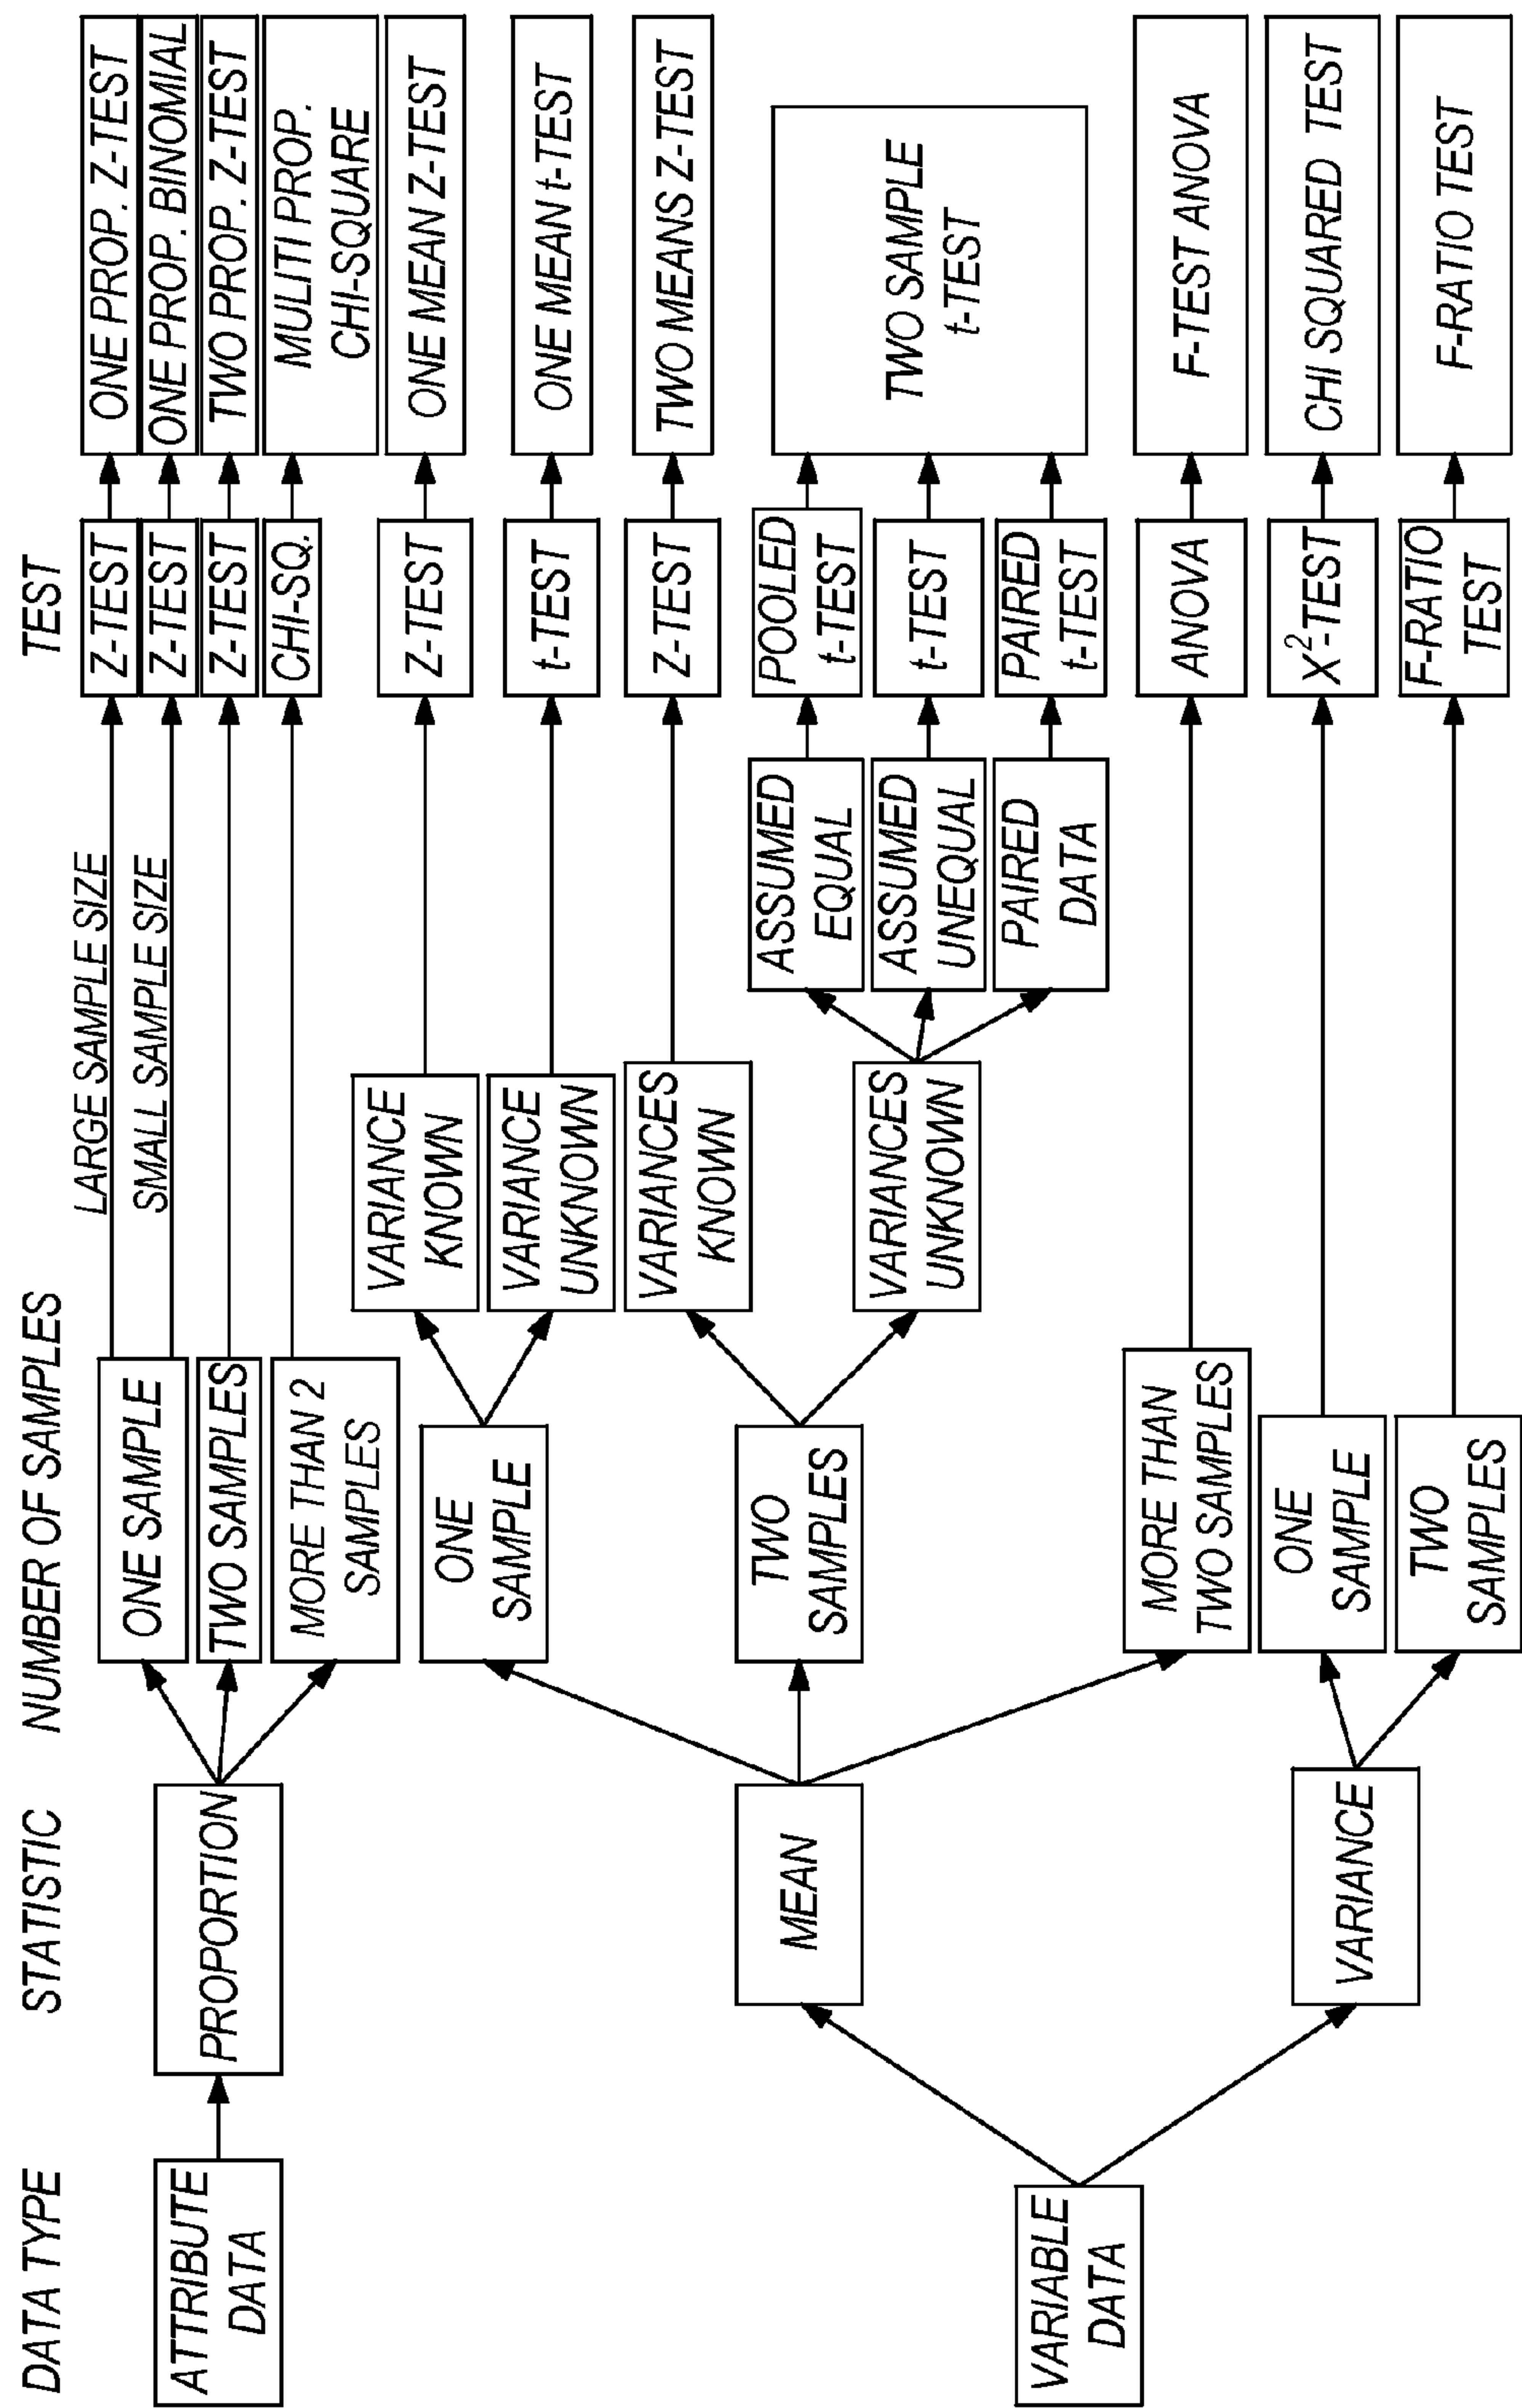 DATA TYPE
STATISTIC
NUMBER OF SAMPLES
TEST
ATTRIBUTE
DATA
PROPORTION
ONE SAMPLE
TWO SAMPLES
MORE THAN 2
SAMPLES
LARGE SAMPLE SIZE
SMALL SAMPLE SIZE
Z-TEST
Z-TEST
Z-TEST
CHI-SQ.
ONE PROP. Z-TEST
ONE PROP. BINOMIAL
TWO PROP. Z-TEST
MULITI PROP.
CHI-SQUARE
VARIABLE
DATA
MEAN
ONE
SAMPLE
VARIANCE
KNOWN
Z-TEST
ONE MEAN Z-TEST
VARIANCE
UNKNOWN
t-TEST
ONE MEAN t-TEST
TWO
SAMPLES
VARIANCES
KNOWN
Z-TEST
TWO MEANS Z-TEST
VARIANCES
UNKNOWN
ASSUMED
EQUAL
POOLED
t-TEST
ASSUMED
UNEQUAL
t-TEST
PAIRED
DATA
PAIRED
t-TEST
TWO SAMPLE
t-TEST
MORE THAN
TWO SAMPLES
ANOVA
F-TEST ANOVA
VARIANCE
ONE
SAMPLE
X²-TEST
CHI SQUARED TEST
TWO
SAMPLES
F-RATIO
TEST
F-RATIO TEST